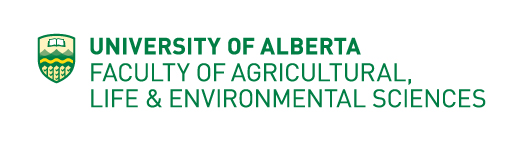 UNIVERSITY OF ALBERTA
FACULTY OF AGRICULTURAL,
LIFE & ENVIRONMENTAL SCIENCES